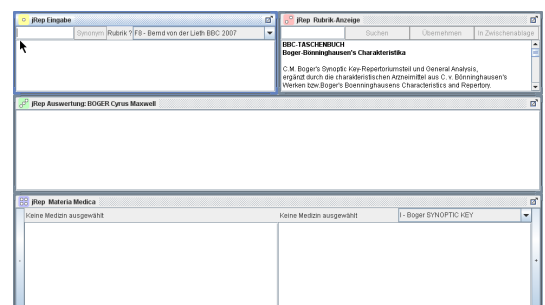 jRep Eingabe
Synonym Rubrik ? F8 - Bernd von der Lieth BBC 2007
jRep Rubrik-Anzeige
Suchen Übernehmen In Zwischenablage
BBC-TASCHENBUCH
Boger-Bönninghausen's Charakteristika
C.M. Boger's Synoptic Key-Repertoriumsteil und General Analysis,
ergänzt durch die charakteristischen Arzneimittel aus C. v. Bönninghausen's
Werken bzw.Boger's Boenninghausens Characteristics and Repertory.
jRep Auswertung: BOGER Cyrus Maxwell
jRep Materia Medica
Keine Medizin ausgewählt
Keine Medizin ausgewählt I - Boger SYNOPTIC KEY